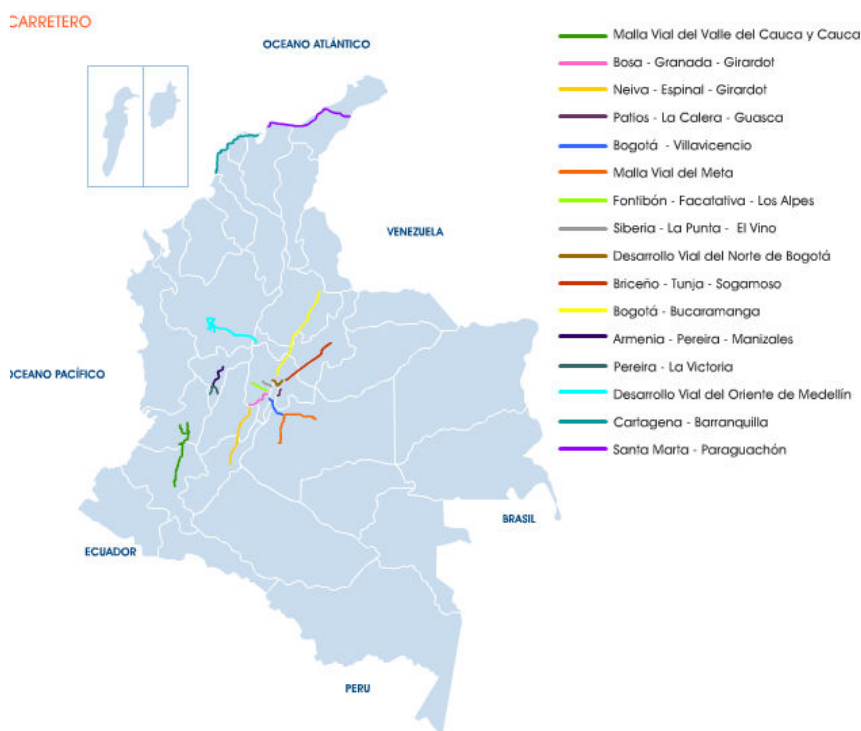 CARRETERO
OCEANO ATLÁNTICO
VENEZUELA
OCEANO PACÍFICO
BRASIL
ECUADOR
PERU
Malla Vial del Valle del Cauca y Cauca
Bosa - Granada - Girardot
Neiva - Espinal - Girardot
Patios - La Calera - Guasca
Bogotá - Villavicencio
Malla Vial del Meta
Fontibón - Facatativa - Los Alpes
Siberia - La Punta - El Vino
Desarrollo Vial del Norte de Bogotá
Briceño - Tunja - Sogamoso
Bogotá - Bucaramanga
Armenia - Pereira - Manizales
Pereira - La Victoria
Desarrollo Vial del Oriente de Medellín
Cartagena - Barranquilla
Santa Marta - Paraguachón